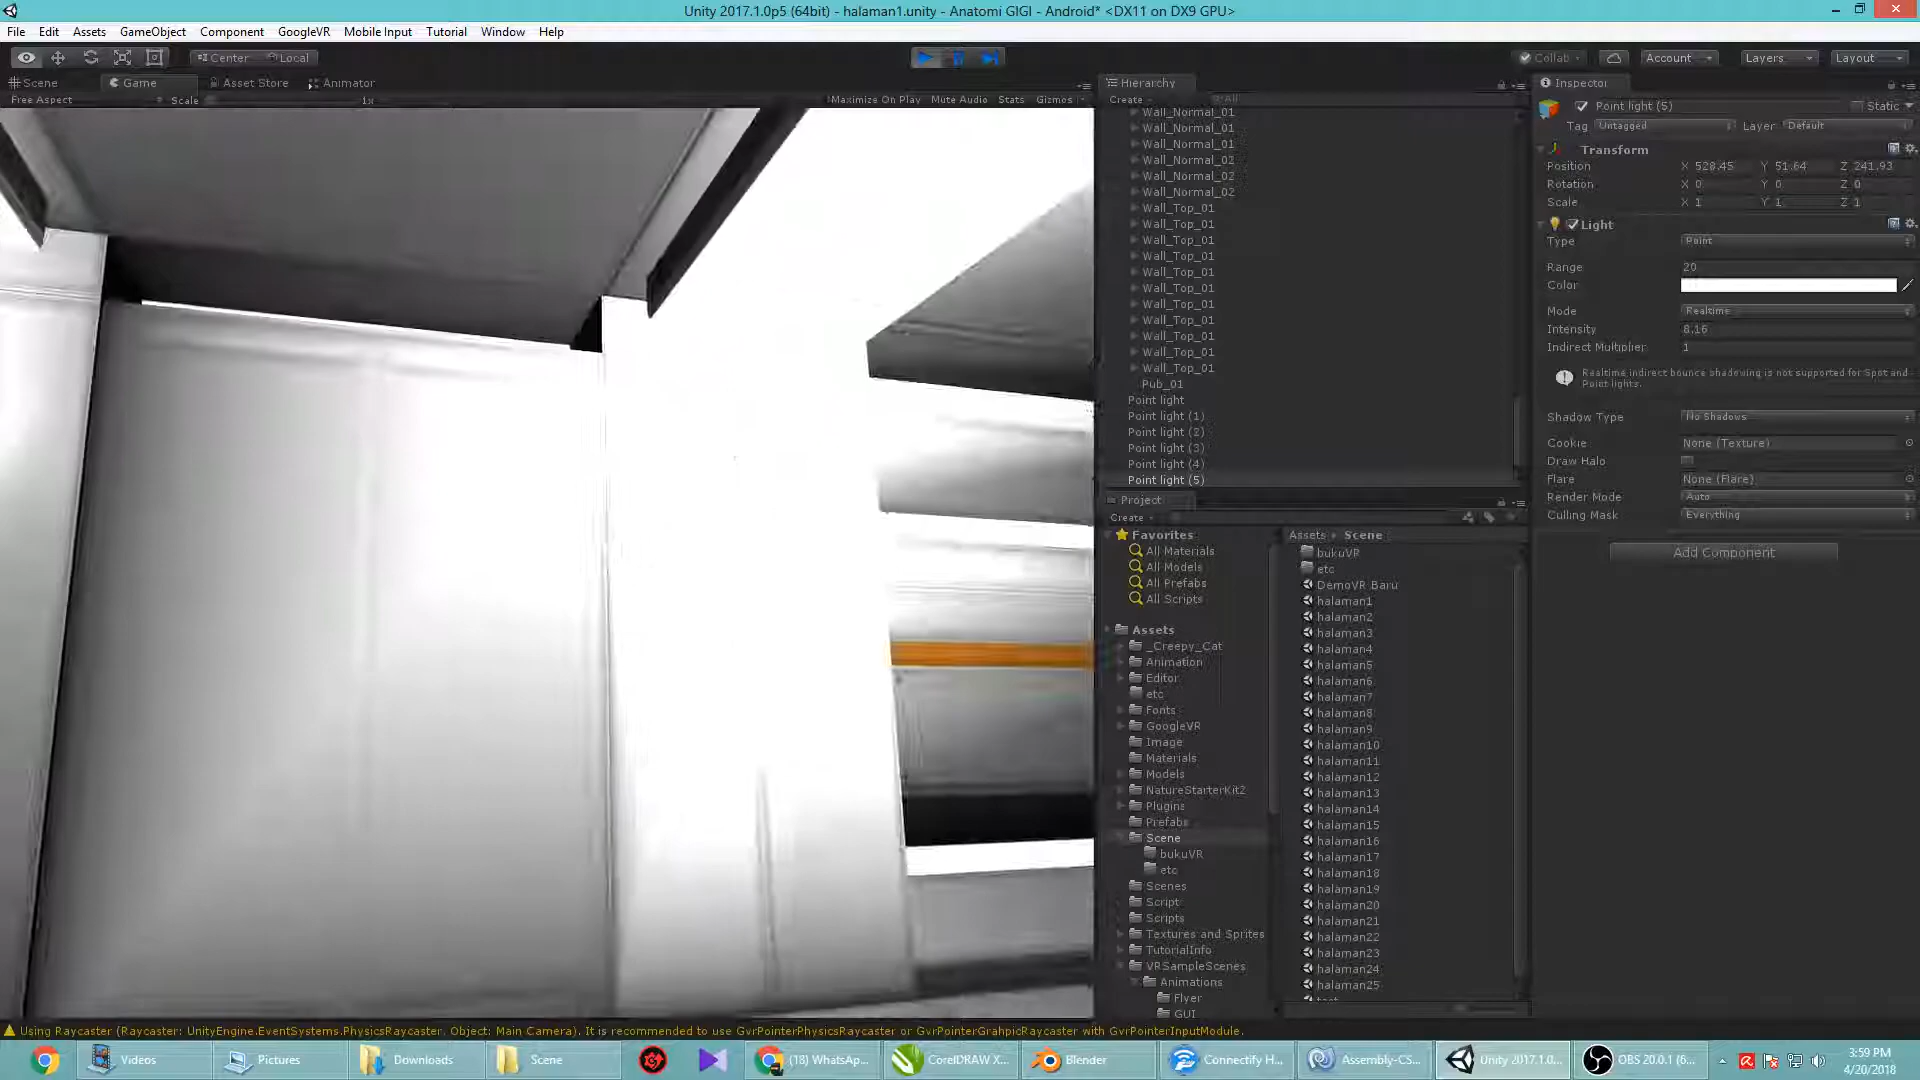 Unity 2017.1.0p5 (64bit) - halaman1.unity - Anatomi GIGI - Android* <DX11 on DX9 GPU>
File Edit Assets GameObject Component GoogleVR Mobile Input Tutorial Window Help
Center Local Collab Account Layers Layout
Scene Game Asset Store Animator
Free Aspect Scale 1x Maximize On Play Mute Audio Stats Gizmos
Hierarchy
Create All
Wall_Normal_01
Wall_Normal_01
Wall_Normal_01
Wall_Normal_02
Wall_Normal_02
Wall_Normal_02
Wall_Top_01
Wall_Top_01
Wall_Top_01
Wall_Top_01
Wall_Top_01
Wall_Top_01
Wall_Top_01
Wall_Top_01
Wall_Top_01
Wall_Top_01
Wall_Top_01
Pub_01
Point light
Point light (1)
Point light (2)
Point light (3)
Point light (4)
Point light (5)
Project
Create
Favorites
All Materials
All Models
All Prefabs
All Scripts
Assets
_Creepy_Cat
Animation
Editor
etc
Fonts
GoogleVR
Image
Materials
Models
NatureStarterKit2
Plugins
Prefabs
Scene
bukuVR
etc
Scenes
Script
Scripts
Textures and Sprites
TutorialInfo
VRSampleScenes
Animations
Flyer
GUI
Assets Scene
bukuVR
etc
DemoVR Baru
halaman1
halaman2
halaman3
halaman4
halaman5
halaman6
halaman7
halaman8
halaman9
halaman10
halaman11
halaman12
halaman13
halaman14
halaman15
halaman16
halaman17
halaman18
halaman19
halaman20
halaman21
halaman22
halaman23
halaman24
halaman25
Inspector
Point light (5) Static
Tag Untagged Layer Default
Transform
Position X 528.45 Y 51.64 Z 241.93
Rotation X 0 Y 0 Z 0
Scale X 1 Y 1 Z 1
Light
Type Point
Range 20
Color
Mode Realtime
Intensity 8.16
Indirect Multiplier 1
Realtime indirect bounce shadowing is not supported for Spot and
Point lights.
Shadow Type No Shadows
Cookie None (Texture)
Draw Halo
Flare None (Flare)
Render Mode Auto
Culling Mask Everything
Add Component
Using Raycaster (Raycaster: UnityEngine.EventSystems.PhysicsRaycaster, Object: Main Camera). It is recommended to use GvrPointerPhysicsRaycaster or GvrPointerGrahpicRaycaster with GvrPointerInputModule.
Videos Pictures Downloads Scene (18) WhatsAp... CorelDRAW X... Blender Connectify H... Assembly-CS... Unity 2017.1.0... OBS 20.0.1 (6...
3:59 PM
4/20/2018